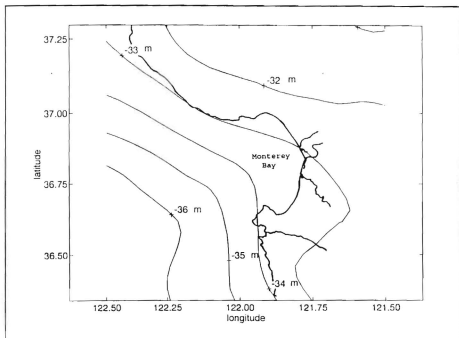 37.25
-33 m
-32 m
37.00
Monterey
Bay
latitude
36.75
-36 m
36.50
-35 m
-34 m
122.50
122.25
122.00
121.75
121.50
longitude